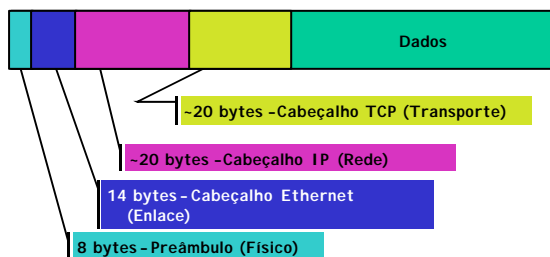 Dados
~20 bytes -Cabeçalho TCP (Transporte)
~20 bytes -Cabeçalho IP (Rede)
14 bytes - Cabeçalho Ethernet
(Enlace)
8 bytes - Preâmbulo (Físico)